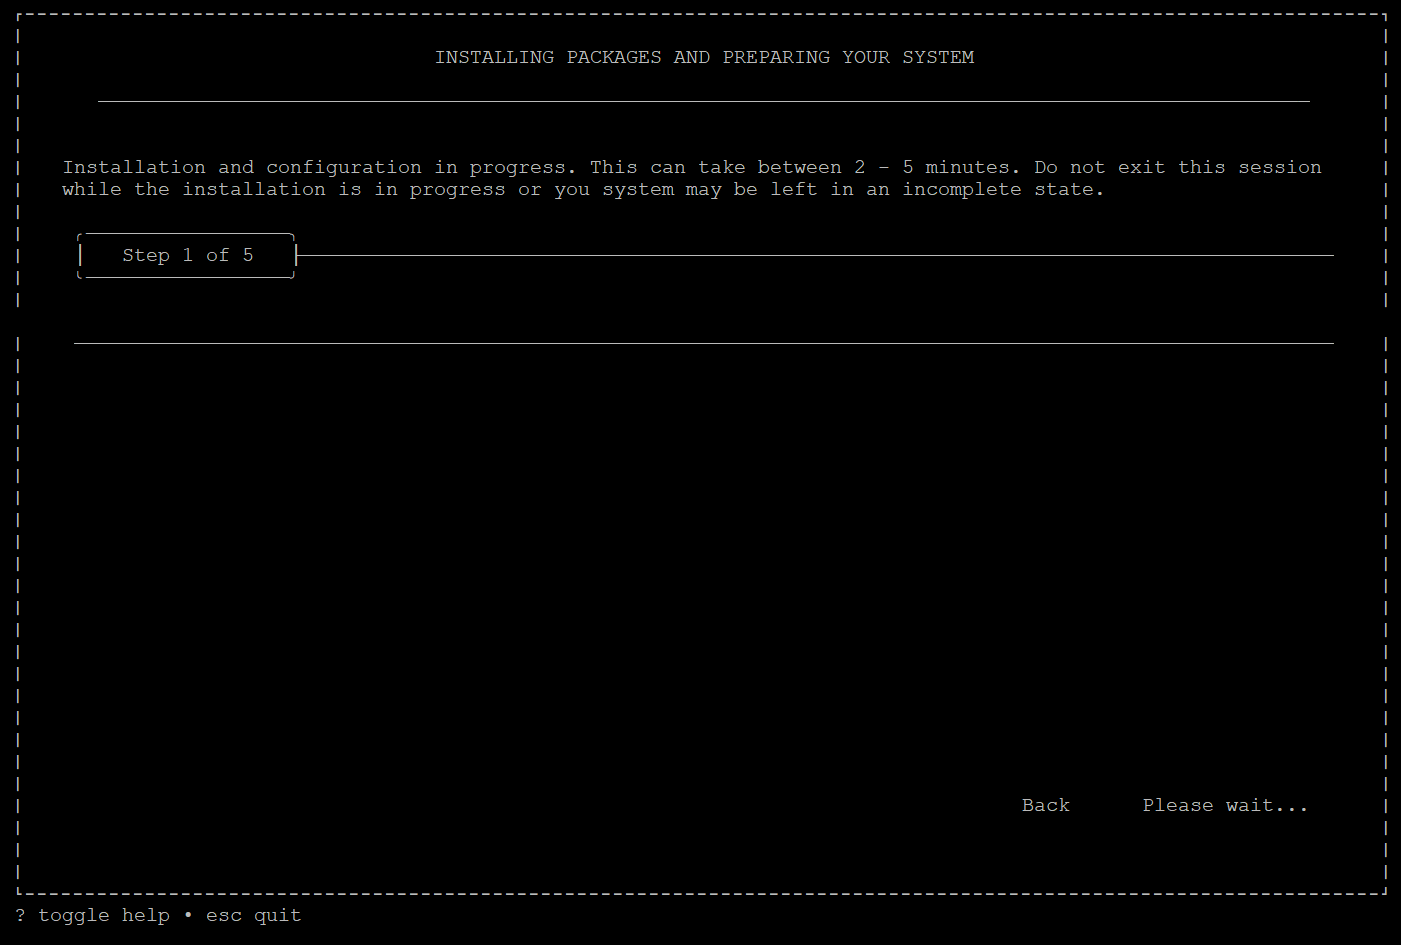 INSTALLING PACKAGES AND PREPARING YOUR SYSTEM
Installation and configuration in progress. This can take between 2 - 5 minutes. Do not exit this session
while the installation is in progress or you system may be left in an incomplete state.
Step 1 of 5
Back Please wait...
? toggle help • esc quit